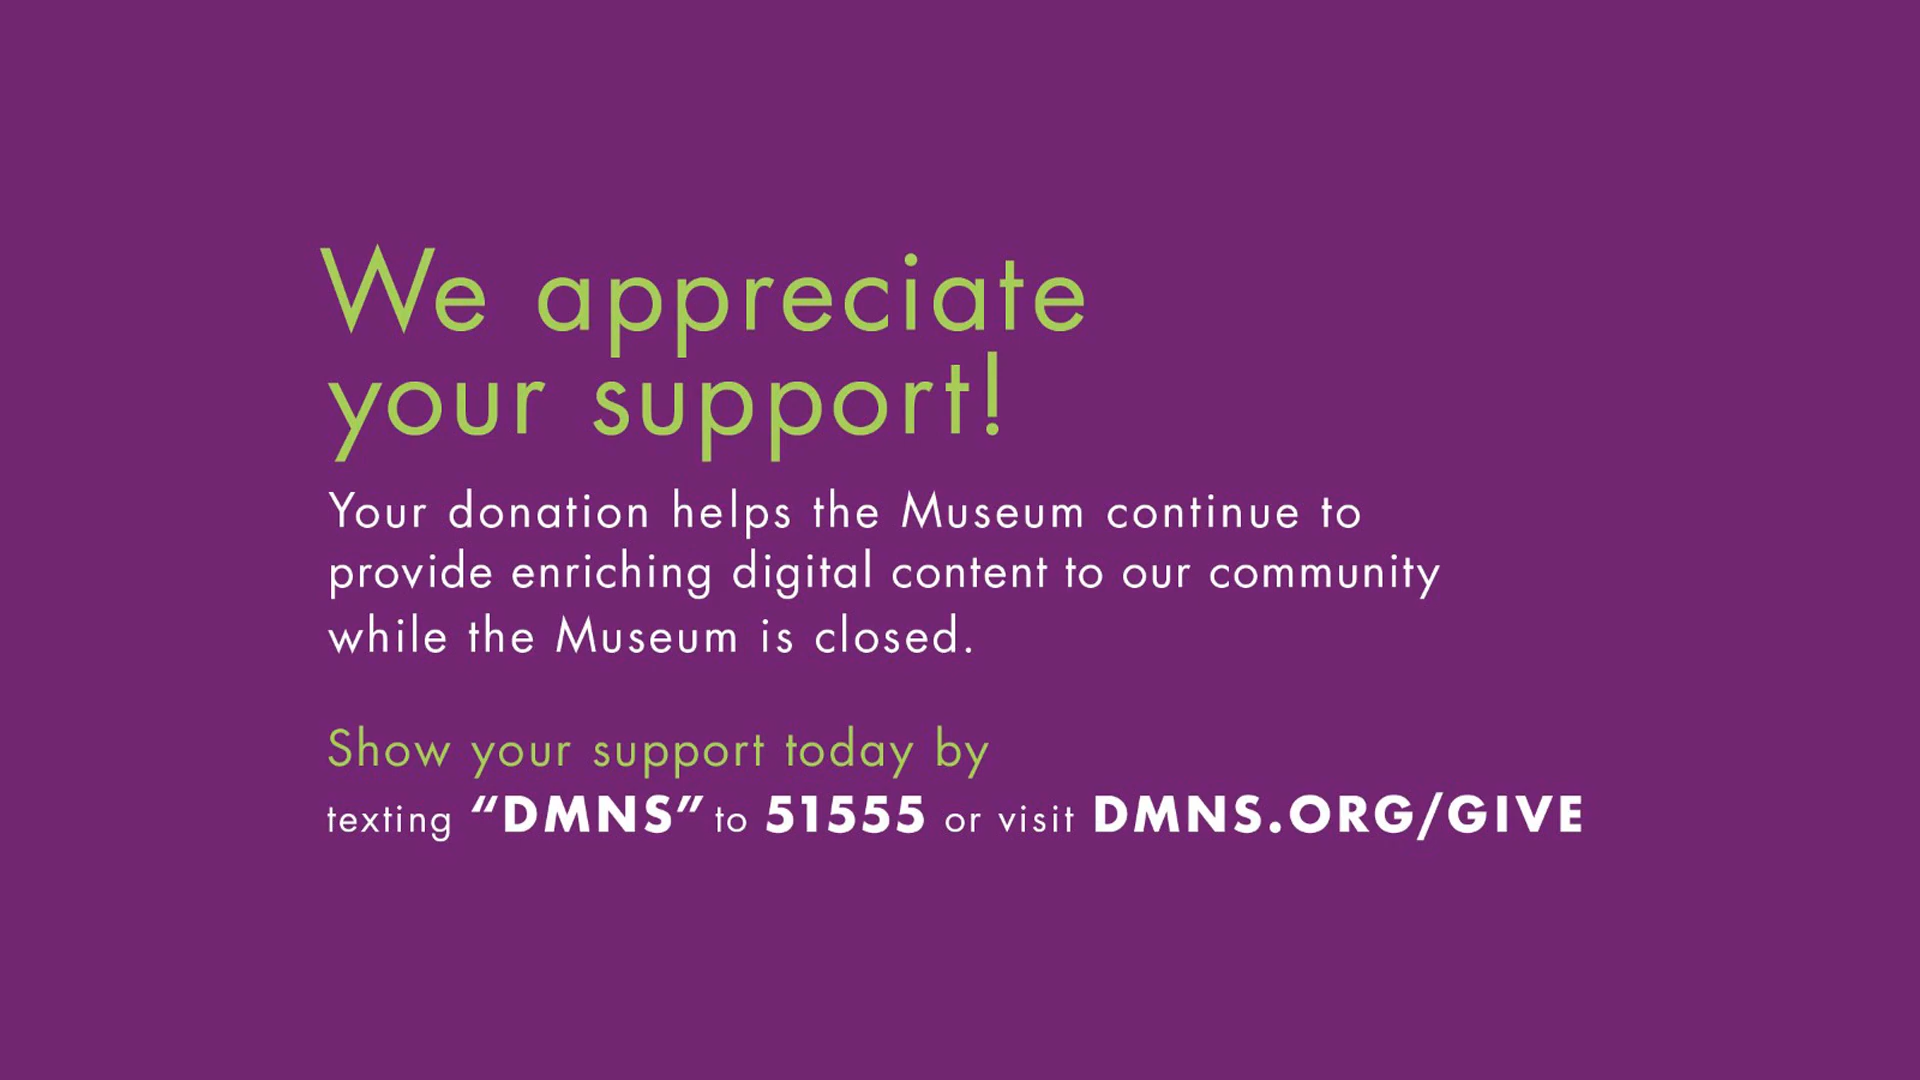 We appreciate
your support!
Your donation helps the Museum continue to
provide enriching digital content to our community
while the Museum is closed.
Show your support today by
texting “DMNS” to 51555 or visit DMNS.ORG/GIVE